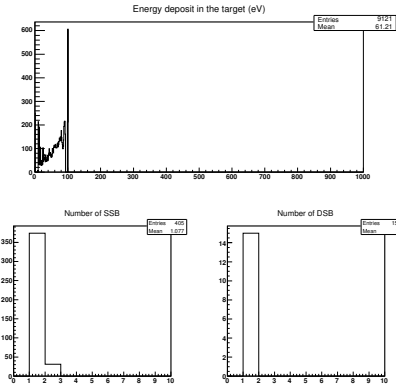 Energy deposit in the target (eV)
Entries 9121
Mean 61.21
600
500
400
300
200
100
0
0 100 200 300 400 500 600 700 800 900 1000
Number of SSB
Entries 405
Mean 1.077
350
300
250
200
150
100
50
0
0 1 2 3 4 5 6 7 8 9 10
Number of DSB
Entries
Mean
14
12
10
8
6
4
2
0
0 1 2 3 4 5 6 7 8 9 10